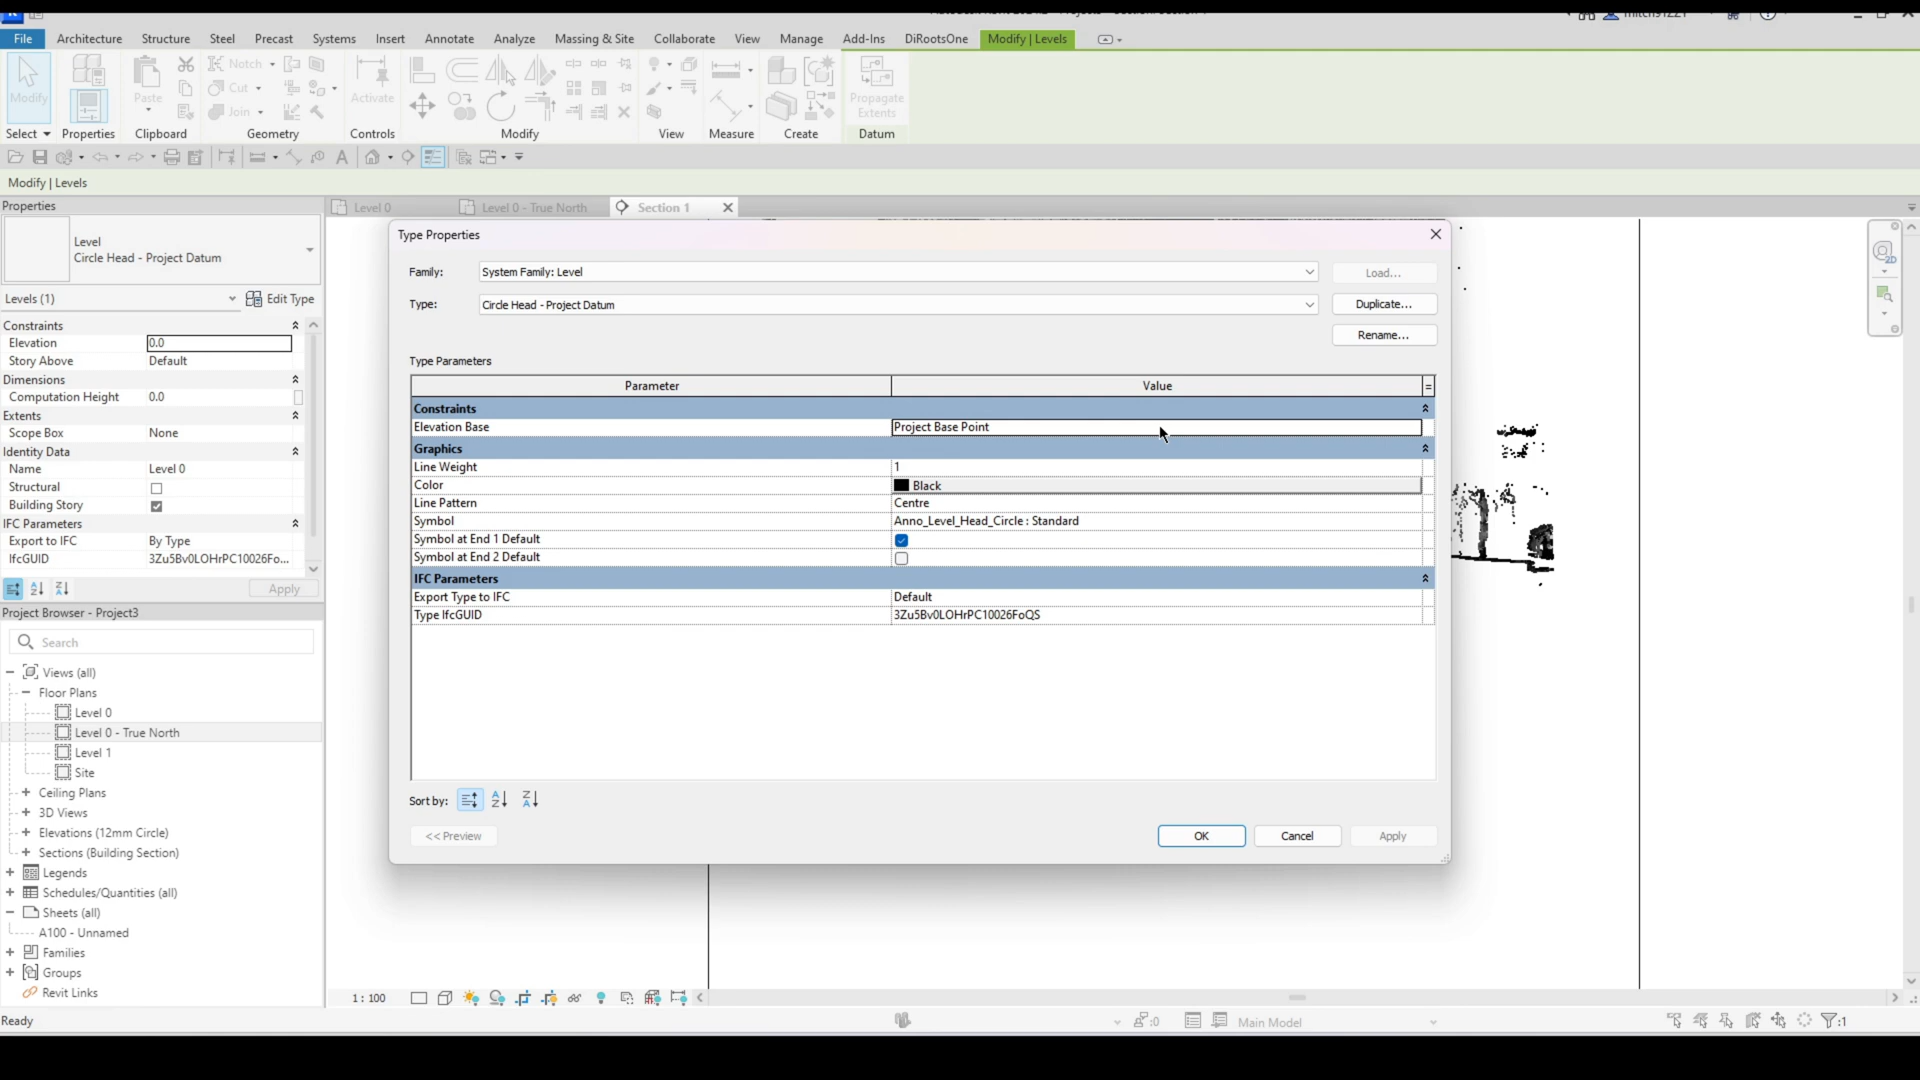 File Architecture Structure Steel Precast Systems Insert Annotate Analyze Massing & Site Collaborate View Manage Add-Ins DiRootsOne Modify | Levels
Modify Paste Notch Cut Join Activate Propagate Extents
Select Properties Clipboard Geometry Controls Modify View Measure Create Datum
Modify | Levels
Properties
Level 0 Level 0 - True North Section 1
Level
Circle Head - Project Datum
Levels (1) Edit Type
Constraints
Elevation 0.0
Story Above Default
Dimensions
Computation Height 0.0
Extents
Scope Box None
Identity Data
Name Level 0
Structural
Building Story
IFC Parameters
Export to IFC By Type
IfcGUID 3Zu5Bv0LOHrPC10026Fo...
Apply
Project Browser - Project3
Search
Views (all)
Floor Plans
Level 0
Level 0 - True North
Level 1
Site
Ceiling Plans
3D Views
Elevations (12mm Circle)
Sections (Building Section)
Legends
Schedules/Quantities (all)
Sheets (all)
A100 - Unnamed
Families
Groups
Revit Links
Type Properties
Family: System Family: Level Load...
Type: Circle Head - Project Datum Duplicate...
Rename...
Type Parameters
Parameter Value =
Constraints
Elevation Base Project Base Point
Graphics
Line Weight 1
Color Black
Line Pattern Centre
Symbol Anno_Level_Head_Circle : Standard
Symbol at End 1 Default
Symbol at End 2 Default
IFC Parameters
Export Type to IFC Default
Type IfcGUID 3Zu5Bv0LOHrPC10026FoQS
Sort by:
<< Preview OK Cancel Apply
2D
1 : 100
Ready :0 Main Model :1